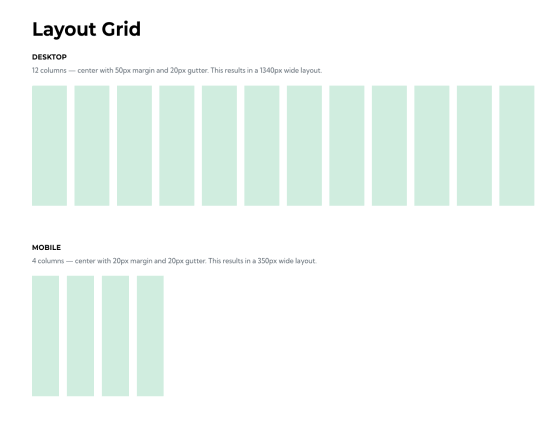 Layout Grid
DESKTOP
12 columns — center with 50px margin and 20px gutter. This results in a 1340px wide layout.
MOBILE
4 columns — center with 20px margin and 20px gutter. This results in a 350px wide layout.